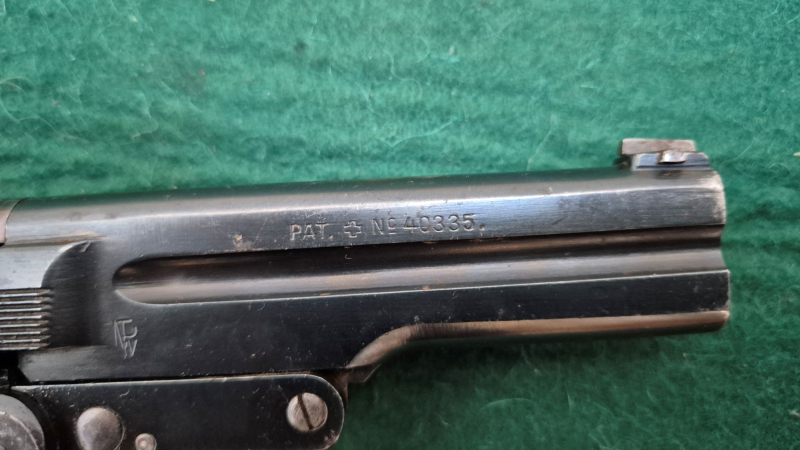 PAT. ✚ Nº 40335.